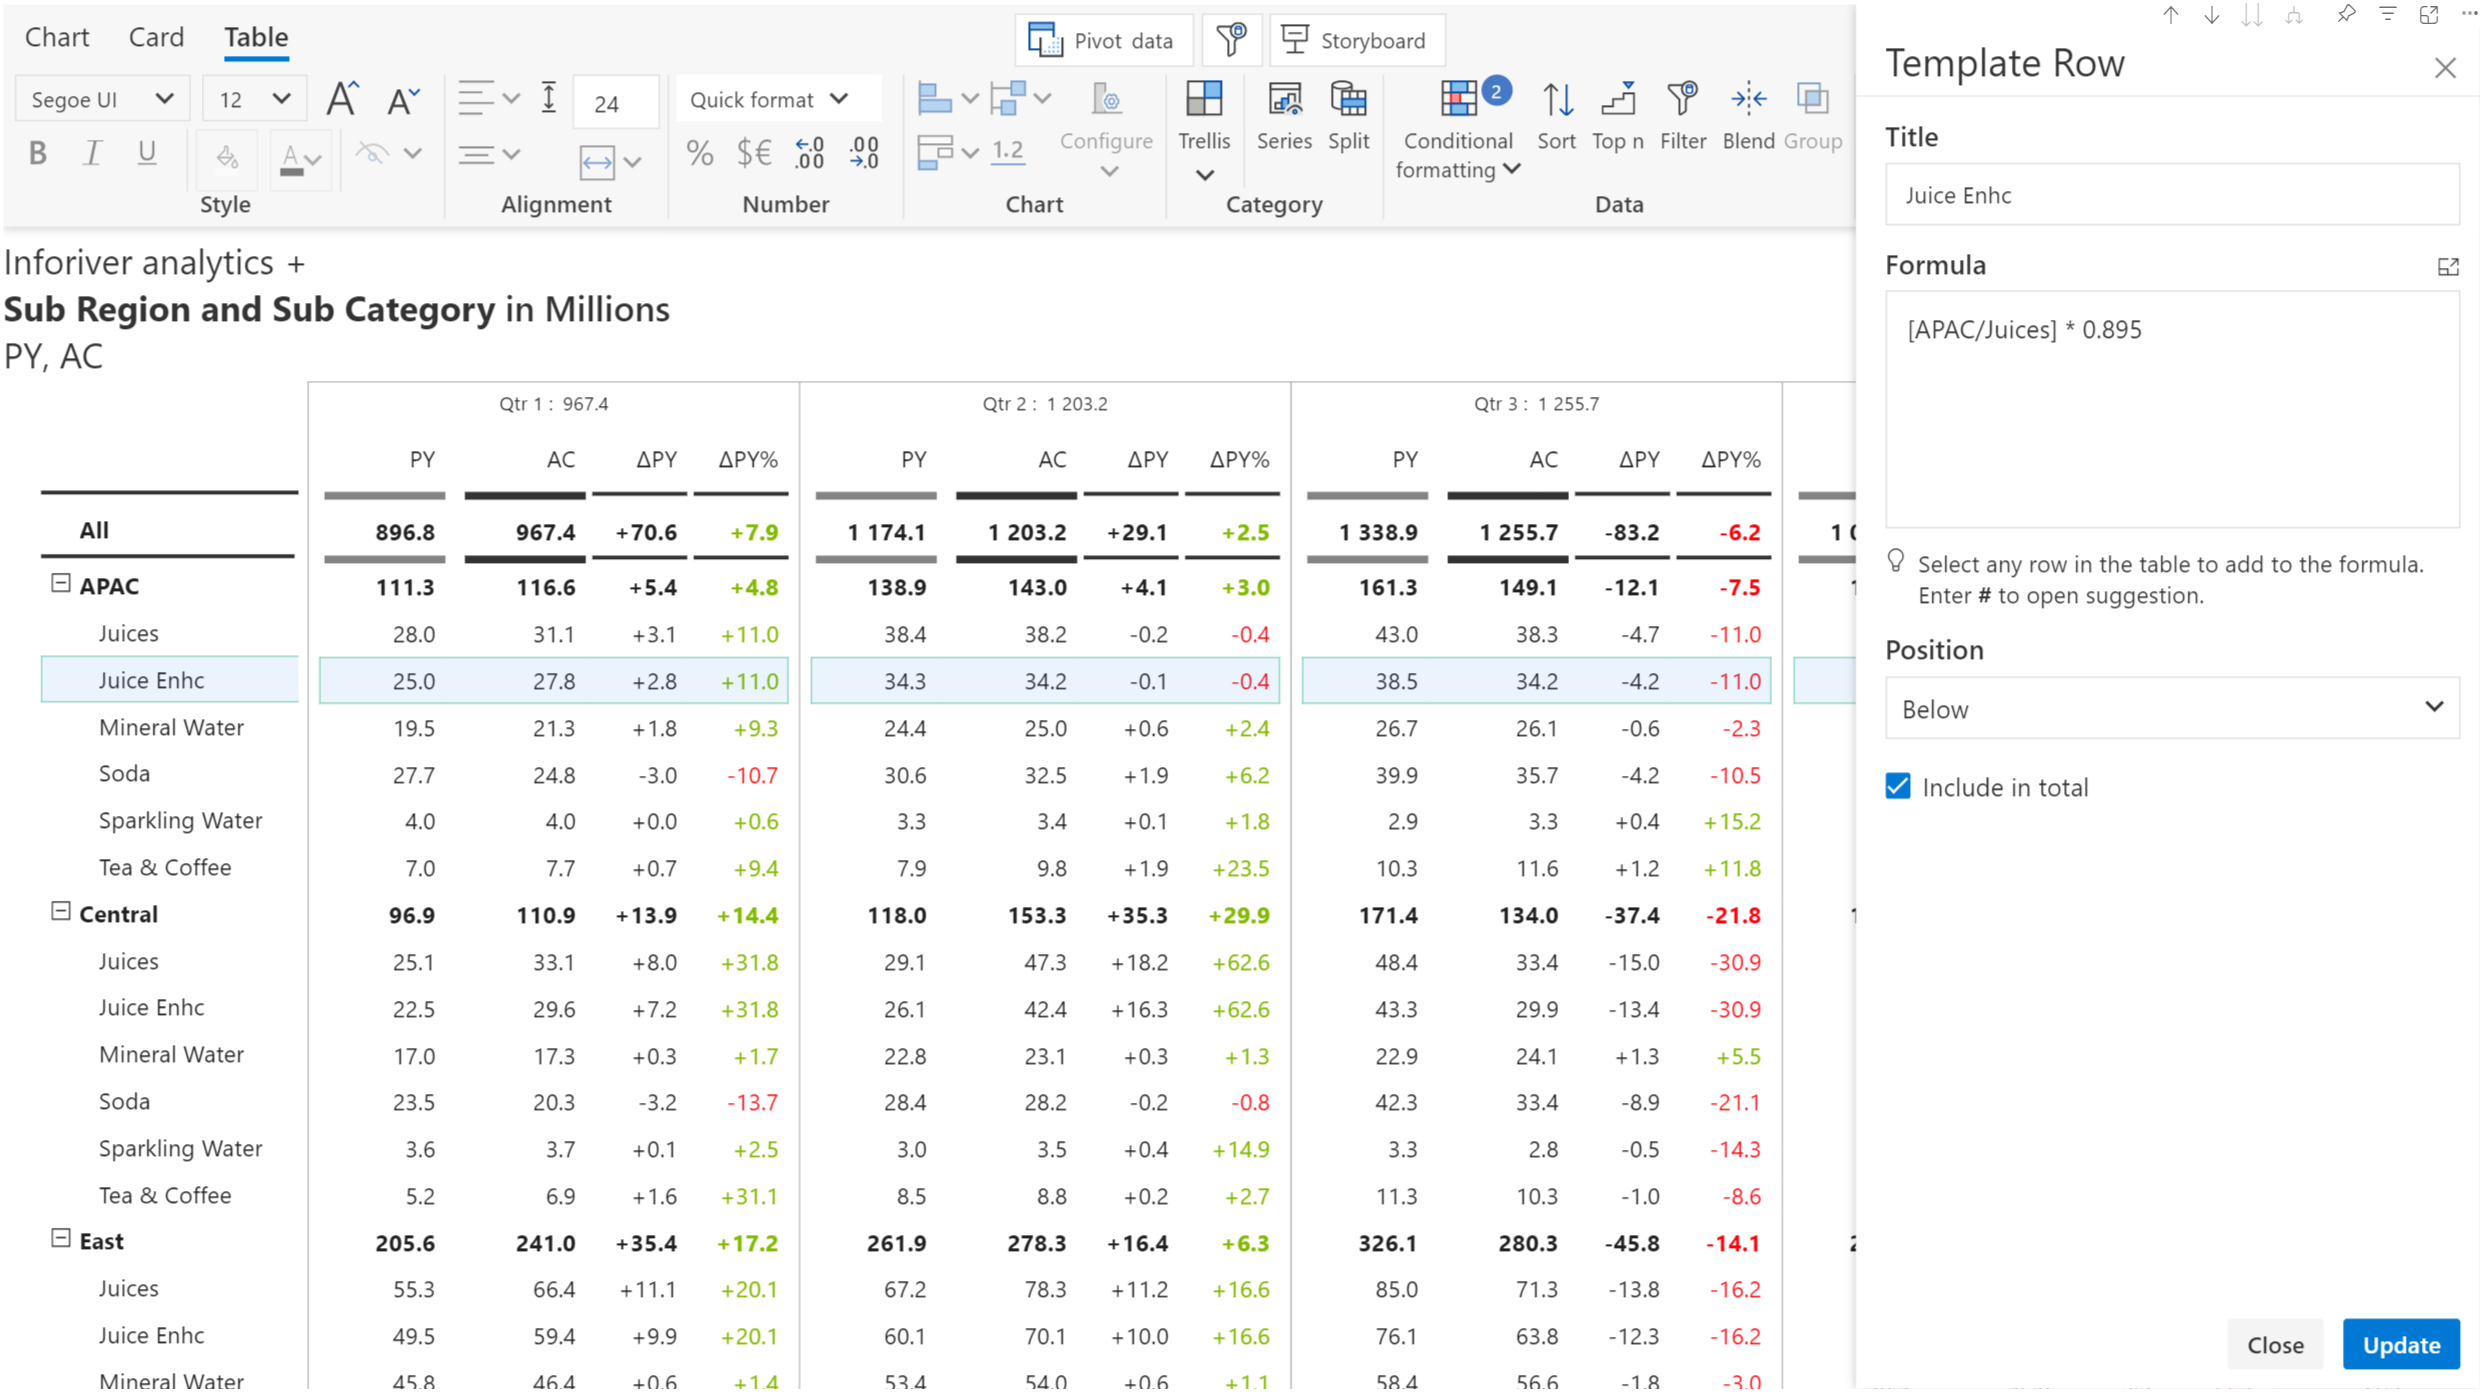 Chart Card Table
Pivot data Storyboard
Segoe UI 12 24 Quick format
Configure Trellis Series Split Conditional formatting 2 Sort Top n Filter Blend Group
B I U A % $€ 1.2
Style Alignment Number Chart Category Data
Inforiver analytics +
Sub Region and Sub Category in Millions
PY, AC
Qtr 1 : 967.4 Qtr 2 : 1 203.2 Qtr 3 : 1 255.7
PY AC ΔPY ΔPY% PY AC ΔPY ΔPY% PY AC ΔPY ΔPY%
All 896.8 967.4 +70.6 +7.9 1 174.1 1 203.2 +29.1 +2.5 1 338.9 1 255.7 -83.2 -6.2
APAC 111.3 116.6 +5.4 +4.8 138.9 143.0 +4.1 +3.0 161.3 149.1 -12.1 -7.5
Juices 28.0 31.1 +3.1 +11.0 38.4 38.2 -0.2 -0.4 43.0 38.3 -4.7 -11.0
Juice Enhc 25.0 27.8 +2.8 +11.0 34.3 34.2 -0.1 -0.4 38.5 34.2 -4.2 -11.0
Mineral Water 19.5 21.3 +1.8 +9.3 24.4 25.0 +0.6 +2.4 26.7 26.1 -0.6 -2.3
Soda 27.7 24.8 -3.0 -10.7 30.6 32.5 +1.9 +6.2 39.9 35.7 -4.2 -10.5
Sparkling Water 4.0 4.0 +0.0 +0.6 3.3 3.4 +0.1 +1.8 2.9 3.3 +0.4 +15.2
Tea & Coffee 7.0 7.7 +0.7 +9.4 7.9 9.8 +1.9 +23.5 10.3 11.6 +1.2 +11.8
Central 96.9 110.9 +13.9 +14.4 118.0 153.3 +35.3 +29.9 171.4 134.0 -37.4 -21.8
Juices 25.1 33.1 +8.0 +31.8 29.1 47.3 +18.2 +62.6 48.4 33.4 -15.0 -30.9
Juice Enhc 22.5 29.6 +7.2 +31.8 26.1 42.4 +16.3 +62.6 43.3 29.9 -13.4 -30.9
Mineral Water 17.0 17.3 +0.3 +1.7 22.8 23.1 +0.3 +1.3 22.9 24.1 +1.3 +5.5
Soda 23.5 20.3 -3.2 -13.7 28.4 28.2 -0.2 -0.8 42.3 33.4 -8.9 -21.1
Sparkling Water 3.6 3.7 +0.1 +2.5 3.0 3.5 +0.4 +14.9 3.3 2.8 -0.5 -14.3
Tea & Coffee 5.2 6.9 +1.6 +31.1 8.5 8.8 +0.2 +2.7 11.3 10.3 -1.0 -8.6
East 205.6 241.0 +35.4 +17.2 261.9 278.3 +16.4 +6.3 326.1 280.3 -45.8 -14.1
Juices 55.3 66.4 +11.1 +20.1 67.2 78.3 +11.2 +16.6 85.0 71.3 -13.8 -16.2
Juice Enhc 49.5 59.4 +9.9 +20.1 60.1 70.1 +10.0 +16.6 76.1 63.8 -12.3 -16.2
Mineral Water 45.8 46.4 +0.6 +1.4 53.4 54.0 +0.6 +1.1 58.4 56.6 -1.8 -3.0
Template Row
Title
Juice Enhc
Formula
[APAC/Juices] * 0.895
Select any row in the table to add to the formula.
Enter # to open suggestion.
Position
Below
Include in total
Close Update